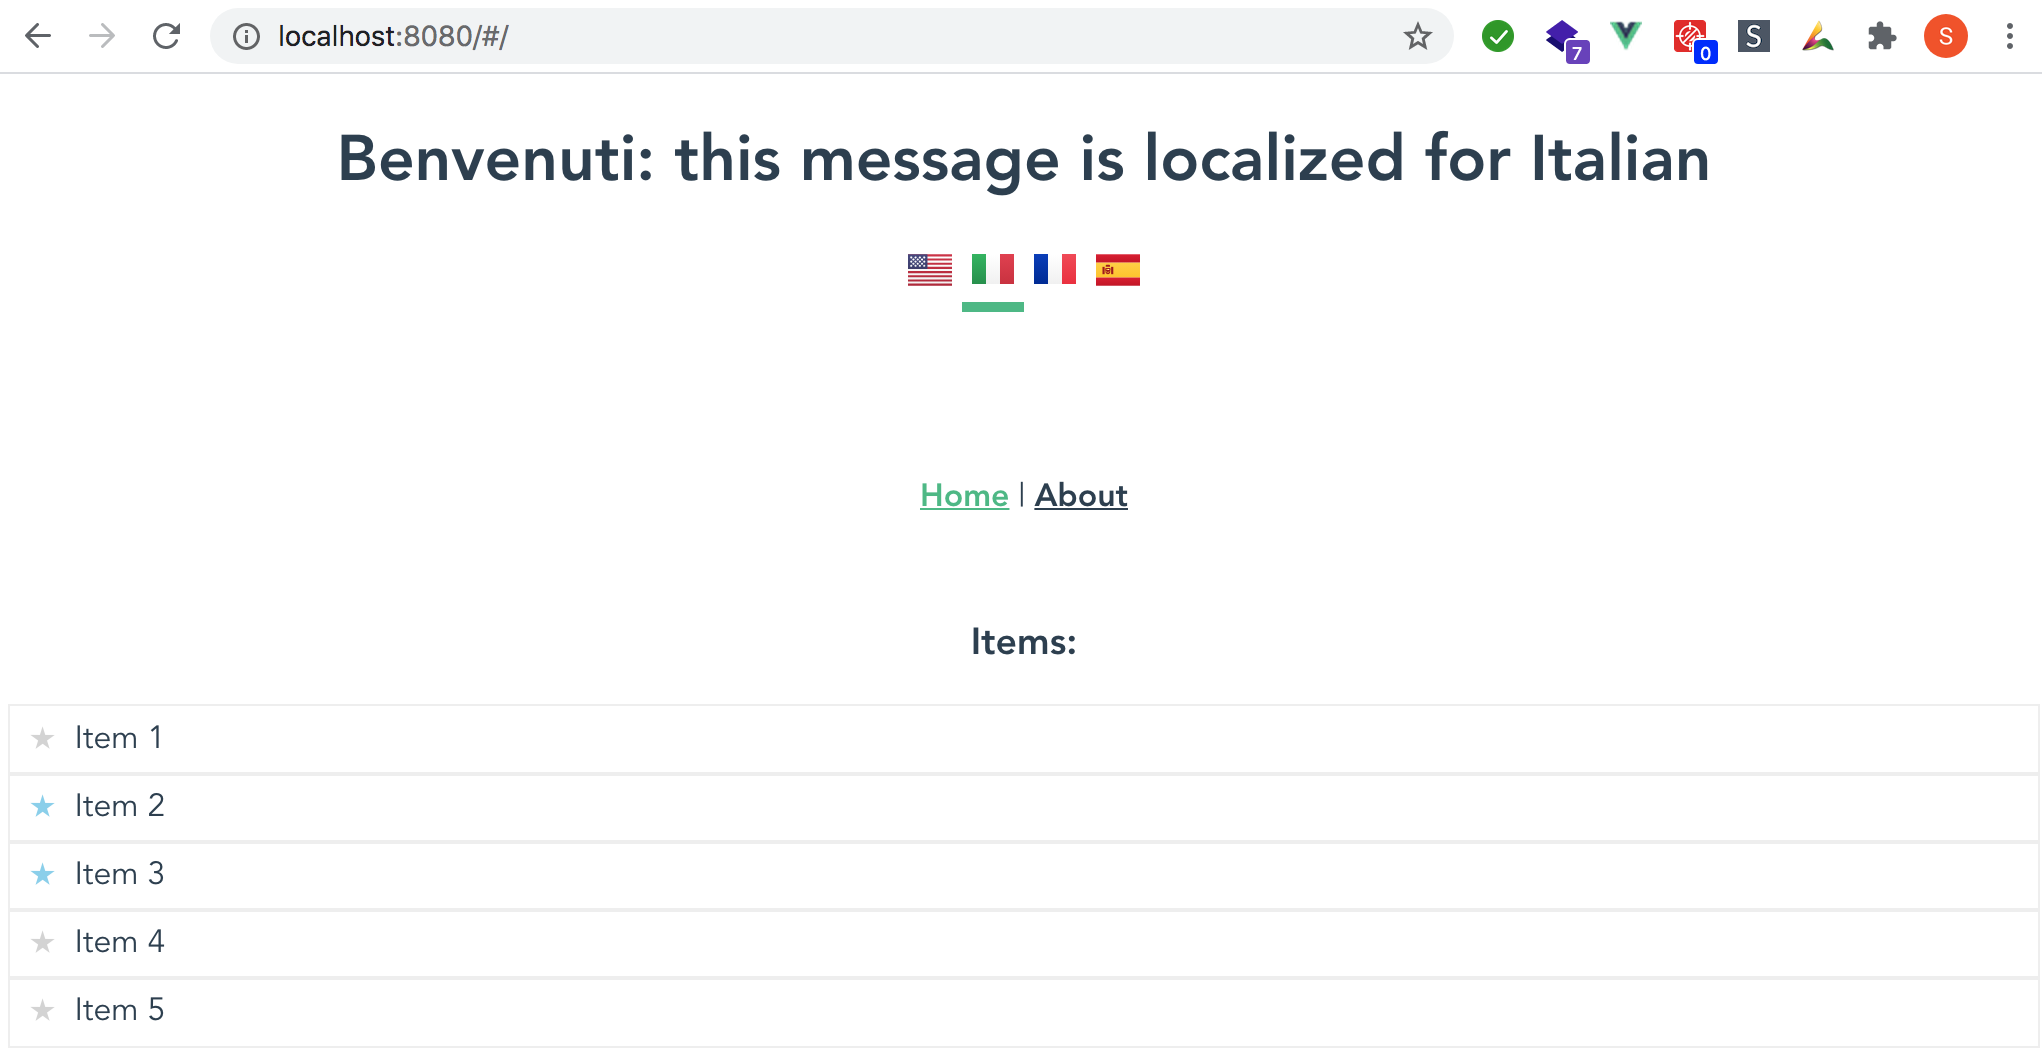 localhost:8080/#/
7
0
S
S
Benvenuti: this message is localized for Italian
Home | About
Items:
★ Item 1
★ Item 2
★ Item 3
★ Item 4
★ Item 5